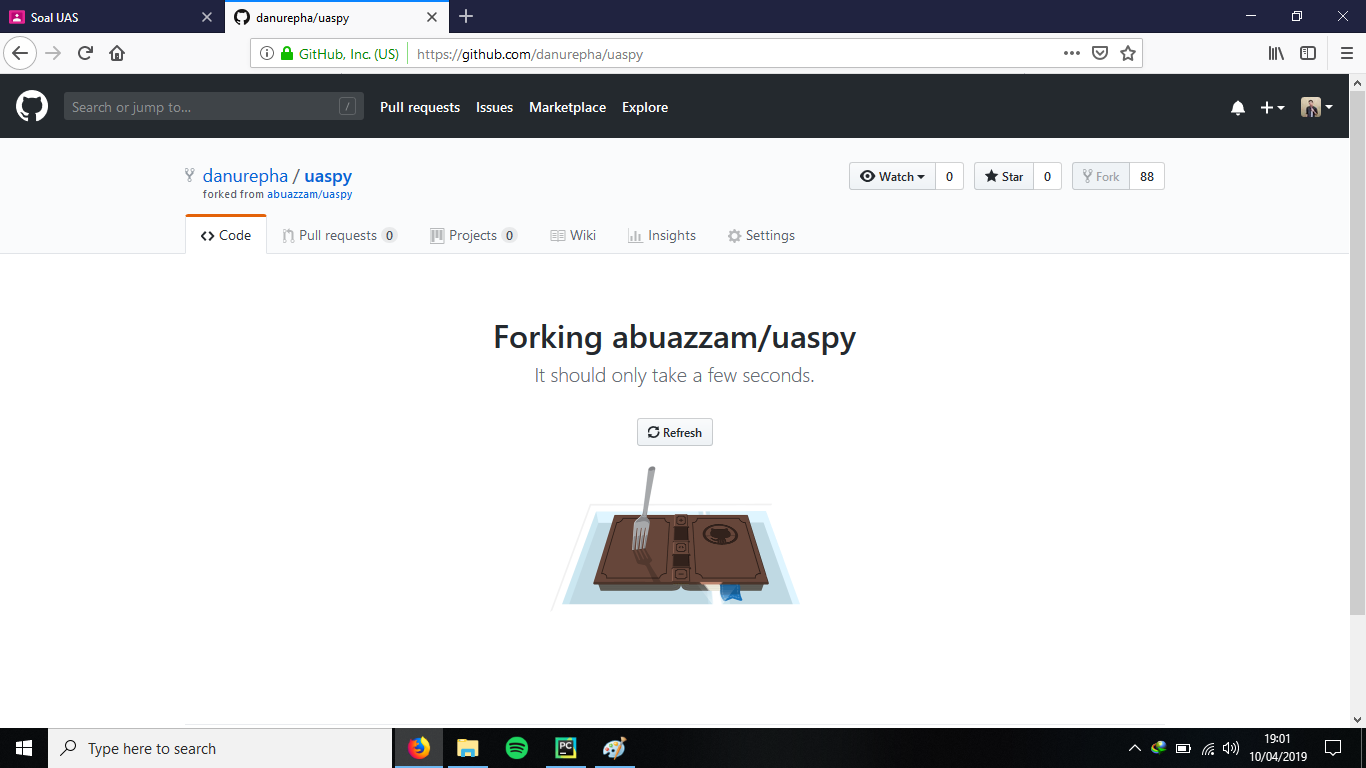 Soal UAS
danurepha/uaspy
GitHub, Inc. (US)
https://github.com/danurepha/uaspy
Search or jump to...
/
Pull requests Issues Marketplace Explore
danurepha / uaspy
forked from abuazzam/uaspy
Watch 0 Star 0 Fork 88
Code Pull requests 0 Projects 0 Wiki Insights Settings
Forking abuazzam/uaspy
It should only take a few seconds.
Refresh
Type here to search
PC
19:01
10/04/2019